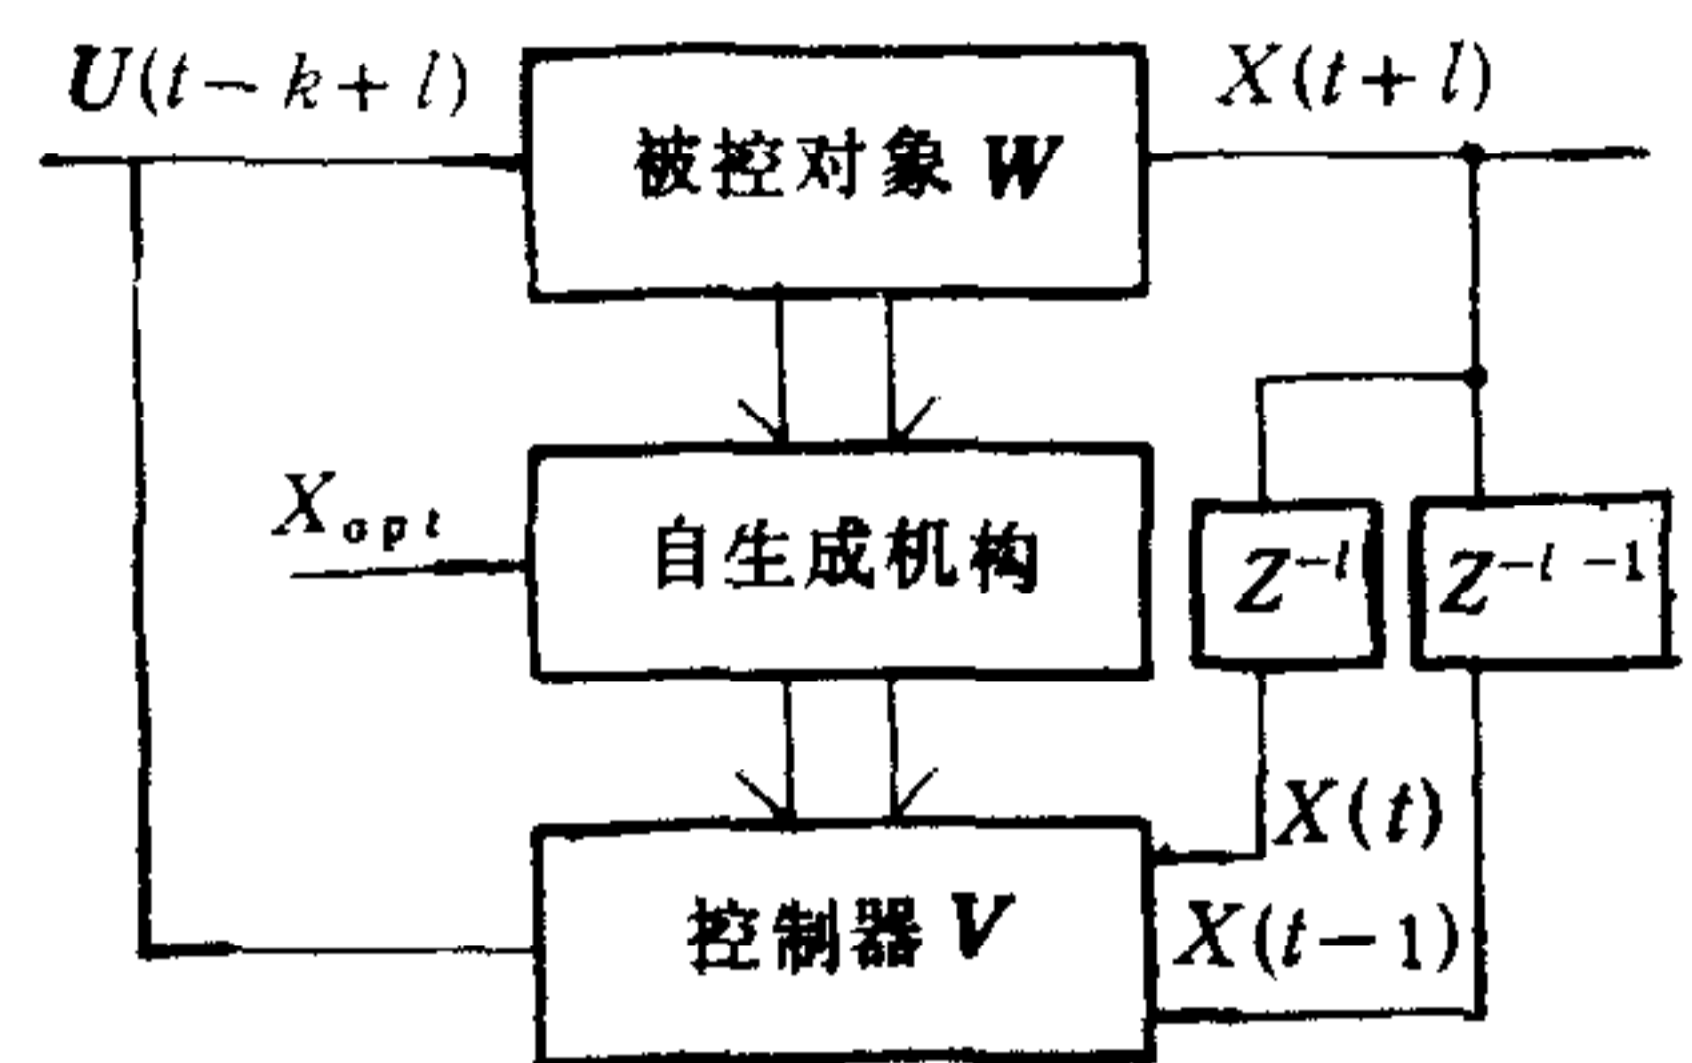 U(t-k+l)
被控对象 W
X(t+l)
X_opt
自生成机构
Z^{-l}
Z^{-l-1}
X(t)
控制器 V
X(t-1)